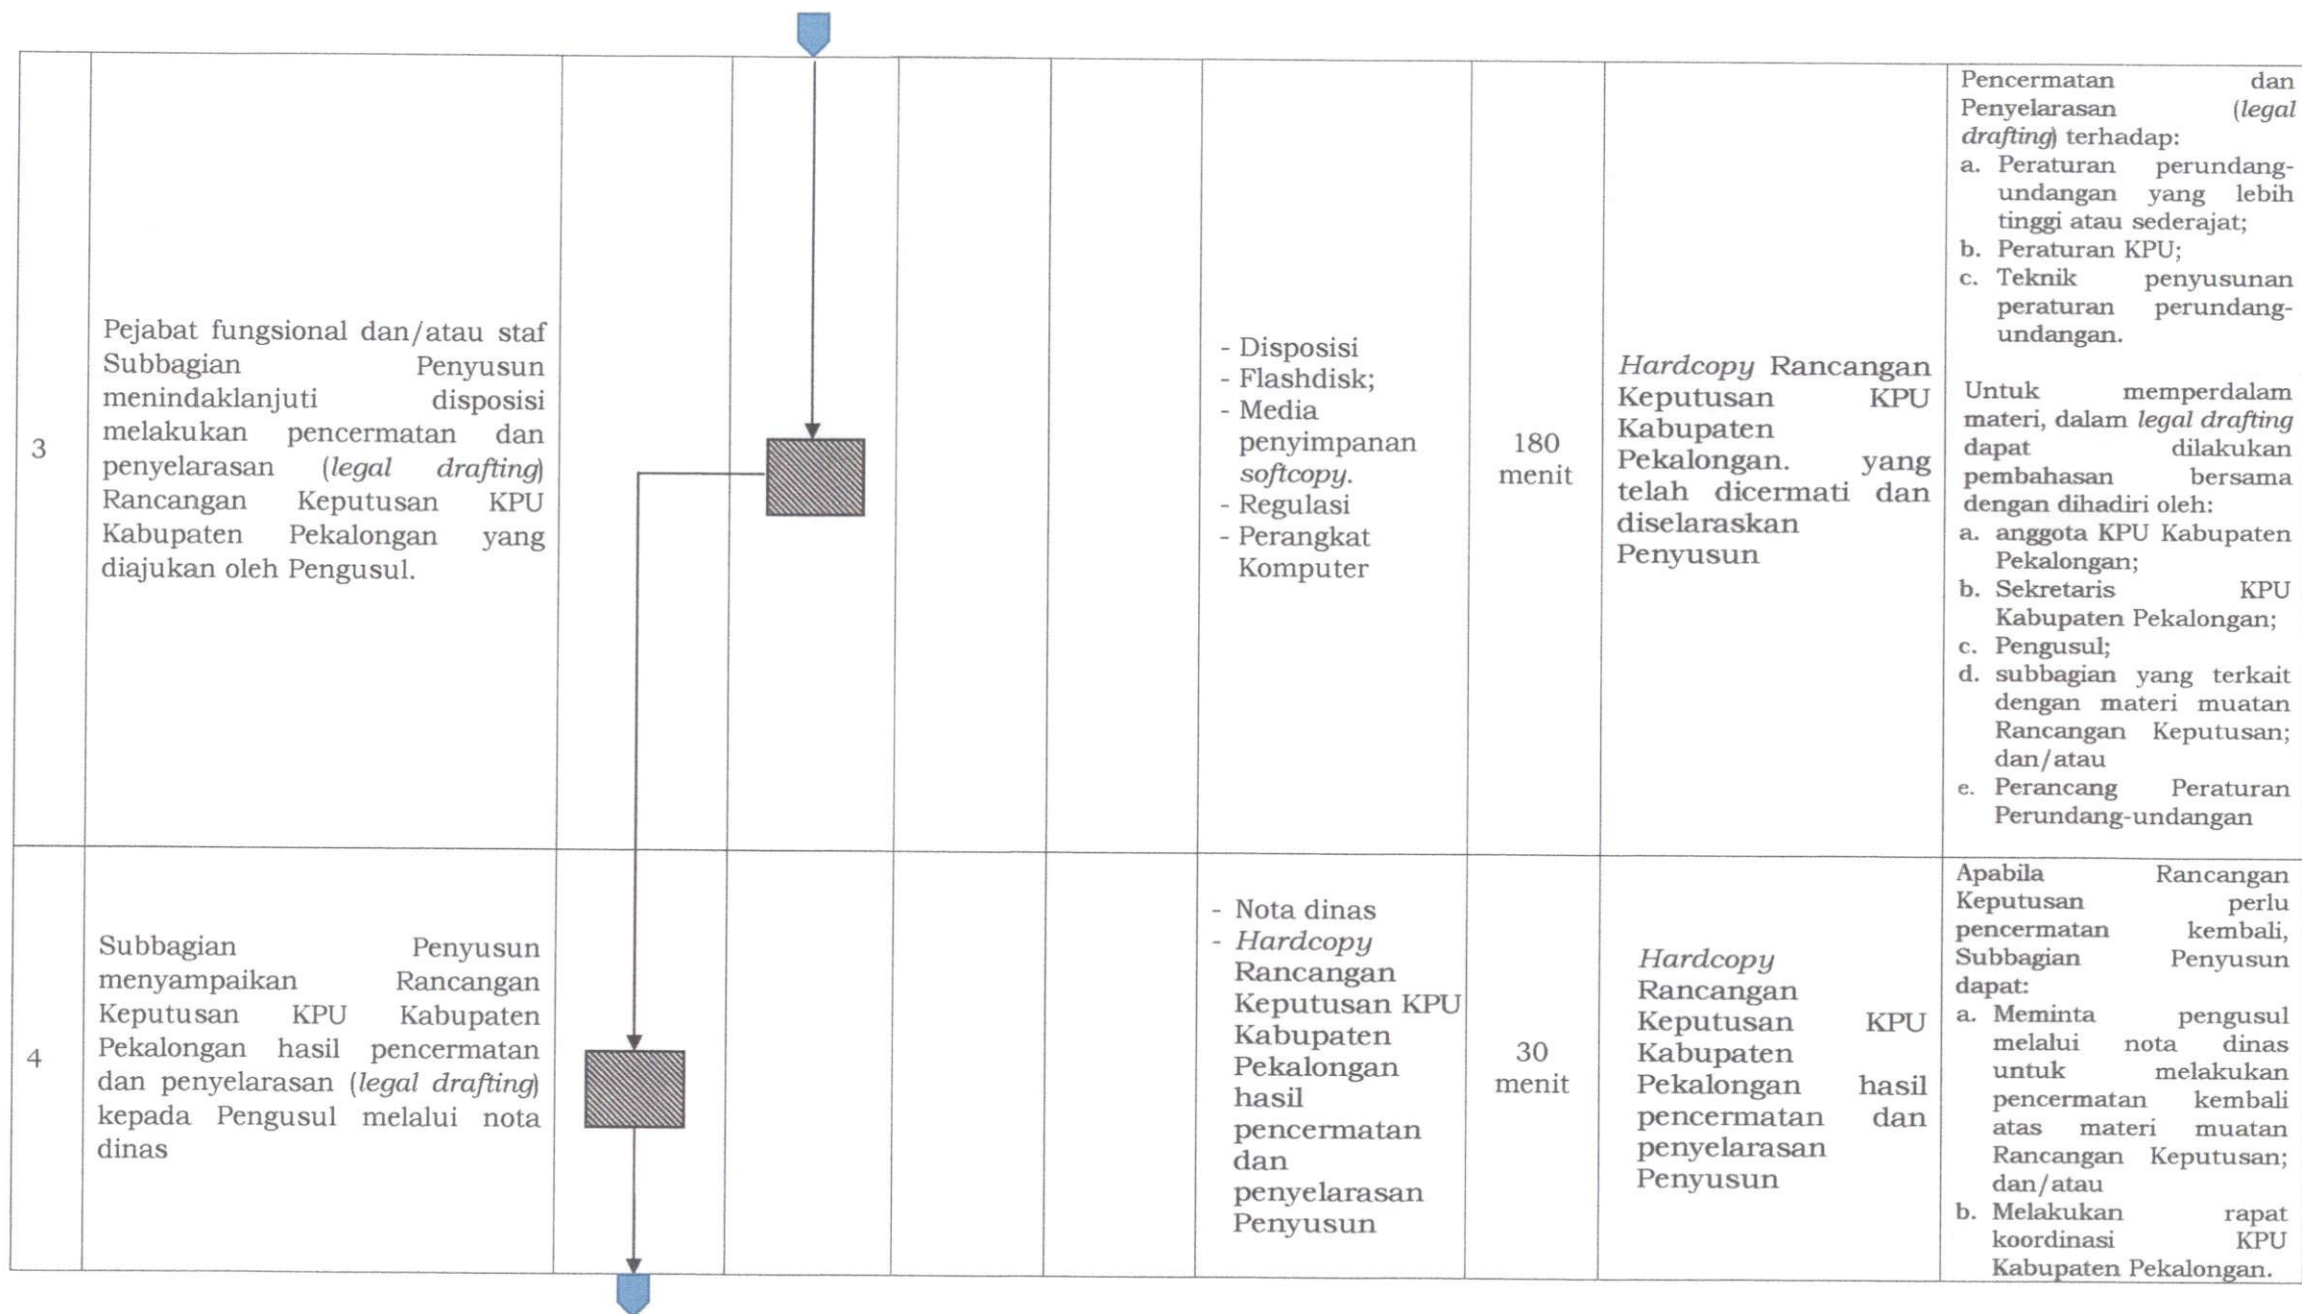 3
Pejabat fungsional dan/atau staf
Subbagian Penyusun
menindaklanjuti disposisi
melakukan pencermatan dan
penyelarasan (legal drafting)
Rancangan Keputusan KPU
Kabupaten Pekalongan yang
diajukan oleh Pengusul.
- Disposisi
- Flashdisk;
- Media
penyimpanan
softcopy.
- Regulasi
- Perangkat
Komputer
180
menit
Hardcopy Rancangan
Keputusan KPU
Kabupaten
Pekalongan. yang
telah dicermati dan
diselaraskan
Penyusun
Pencermatan dan
Penyelarasan (legal
drafting) terhadap:
a. Peraturan perundang-
undangan yang lebih
tinggi atau sederajat;
b. Peraturan KPU;
c. Teknik penyusunan
peraturan perundang-
undangan.
Untuk memperdalam
materi, dalam legal drafting
dapat dilakukan
pembahasan bersama
dengan dihadiri oleh:
a. anggota KPU Kabupaten
Pekalongan;
b. Sekretaris KPU
Kabupaten Pekalongan;
c. Pengusul;
d. subbagian yang terkait
dengan materi muatan
Rancangan Keputusan;
dan/atau
e. Perancang Peraturan
Perundang-undangan
4
Subbagian Penyusun
menyampaikan Rancangan
Keputusan KPU Kabupaten
Pekalongan hasil pencermatan
dan penyelarasan (legal drafting)
kepada Pengusul melalui nota
dinas
- Nota dinas
- Hardcopy
Rancangan
Keputusan KPU
Kabupaten
Pekalongan
hasil
pencermatan
dan
penyelarasan
Penyusun
30
menit
Hardcopy
Rancangan
Keputusan KPU
Kabupaten
Pekalongan hasil
pencermatan dan
penyelarasan
Penyusun
Apabila Rancangan
Keputusan perlu
pencermatan kembali,
Subbagian Penyusun
dapat:
a. Meminta pengusul
melalui nota dinas
untuk melakukan
pencermatan kembali
atas materi muatan
Rancangan Keputusan;
dan/atau
b. Melakukan rapat
koordinasi KPU
Kabupaten Pekalongan.